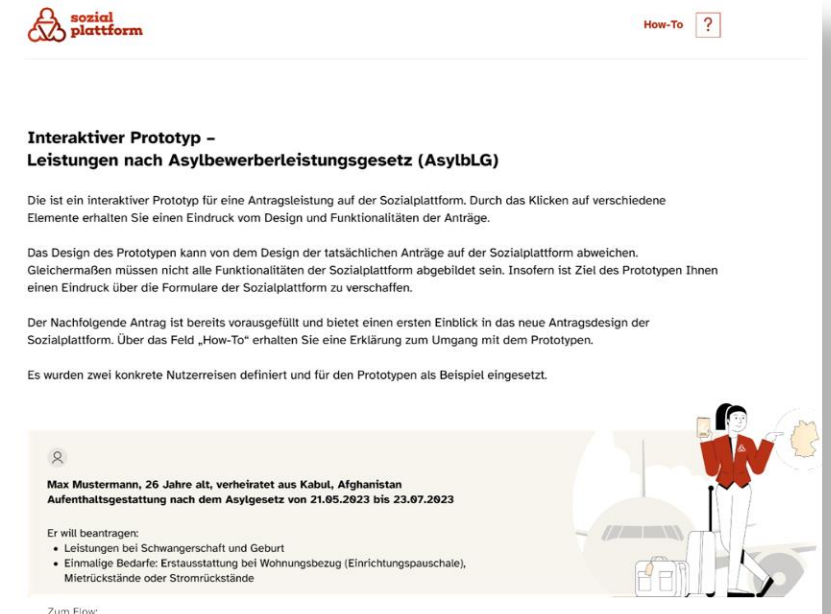 sozial
plattform
How-To ?
Interaktiver Prototyp –
Leistungen nach Asylbewerberleistungsgesetz (AsylbLG)
Die ist ein interaktiver Prototyp für eine Antragsleistung auf der Sozialplattform. Durch das Klicken auf verschiedene
Elemente erhalten Sie einen Eindruck vom Design und Funktionalitäten der Anträge.
Das Design des Prototypen kann von dem Design der tatsächlichen Anträge auf der Sozialplattform abweichen.
Gleichermaßen müssen nicht alle Funktionalitäten der Sozialplattform abgebildet sein. Insofern ist Ziel des Prototypen Ihnen
einen Eindruck über die Formulare der Sozialplattform zu verschaffen.
Der Nachfolgende Antrag ist bereits vorausgefüllt und bietet einen ersten Einblick in das neue Antragsdesign der
Sozialplattform. Über das Feld „How-To“ erhalten Sie eine Erklärung zum Umgang mit dem Prototypen.
Es wurden zwei konkrete Nutzerreisen definiert und für den Prototypen als Beispiel eingesetzt.
Max Mustermann, 26 Jahre alt, verheiratet aus Kabul, Afghanistan
Aufenthaltsgestattung nach dem Asylgesetz von 21.05.2023 bis 23.07.2023
Er will beantragen:
• Leistungen bei Schwangerschaft und Geburt
• Einmalige Bedarfe: Erstausstattung bei Wohnungsbezug (Einrichtungspauschale),
Mietrückstände oder Stromrückstände
Zum Flow: